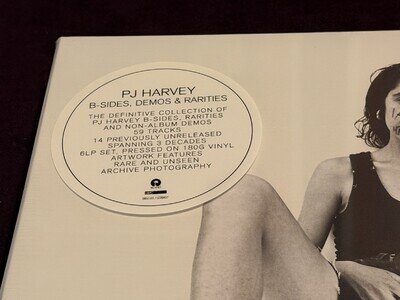 PJ HARVEY
B-SIDES, DEMOS & RARITIES
THE DEFINITIVE COLLECTION OF
PJ HARVEY B-SIDES, RARITIES
AND NON-ALBUM DEMOS
59 TRACKS
14 PREVIOUSLY UNRELEASED
SPANNING 3 DECADES
6LP SET, PRESSED ON 180G VINYL
ARTWORK FEATURES
RARE AND UNSEEN
ARCHIVE PHOTOGRAPHY